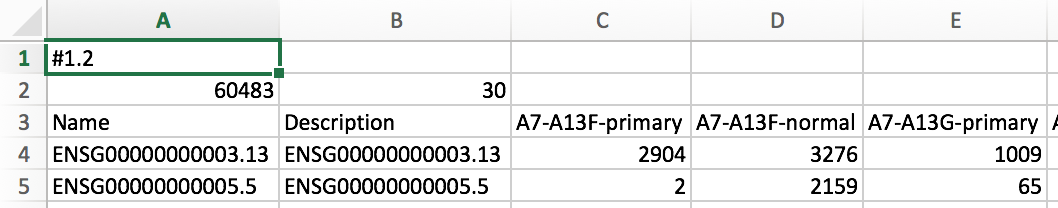 A B C D E
1 #1.2
2 60483 30
3 Name Description A7-A13F-primary A7-A13F-normal A7-A13G-primary
4 ENSG00000000003.13 ENSG00000000003.13 2904 3276 1009
5 ENSG00000000005.5 ENSG00000000005.5 2 2159 65